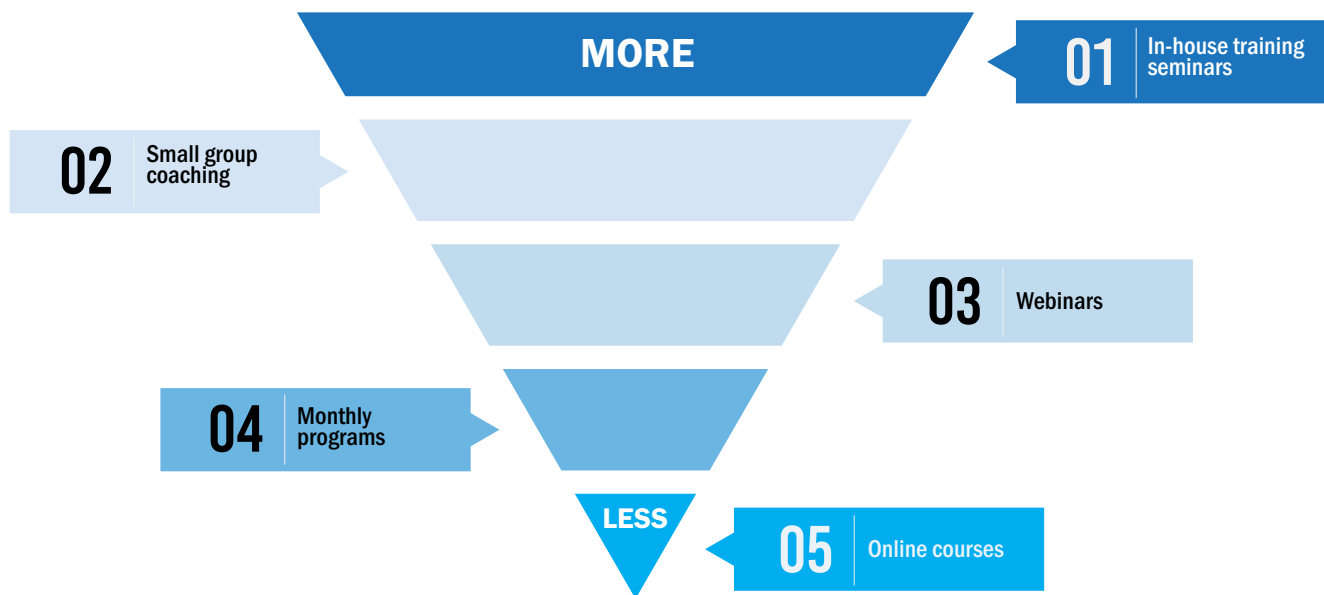 MORE
01
In-house training
seminars
02
Small group
coaching
03
Webinars
04
Monthly
programs
LESS
05
Online courses